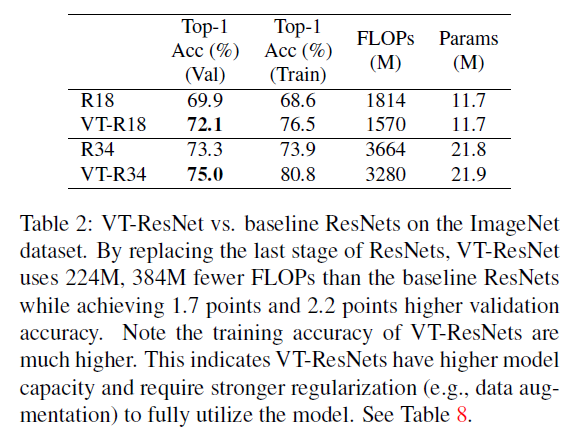 Top-1 Top-1 FLOPs Params
Acc (%) Acc (%) (M) (M)
(Val) (Train)
R18 69.9 68.6 1814 11.7
VT-R18 72.1 76.5 1570 11.7
R34 73.3 73.9 3664 21.8
VT-R34 75.0 80.8 3280 21.9
Table 2: VT-ResNet vs. baseline ResNets on the ImageNet
dataset. By replacing the last stage of ResNets, VT-ResNet
uses 224M, 384M fewer FLOPs than the baseline ResNets
while achieving 1.7 points and 2.2 points higher validation
accuracy. Note the training accuracy of VT-ResNets are
much higher. This indicates VT-ResNets have higher model
capacity and require stronger regularization (e.g., data aug-
mentation) to fully utilize the model. See Table 8.